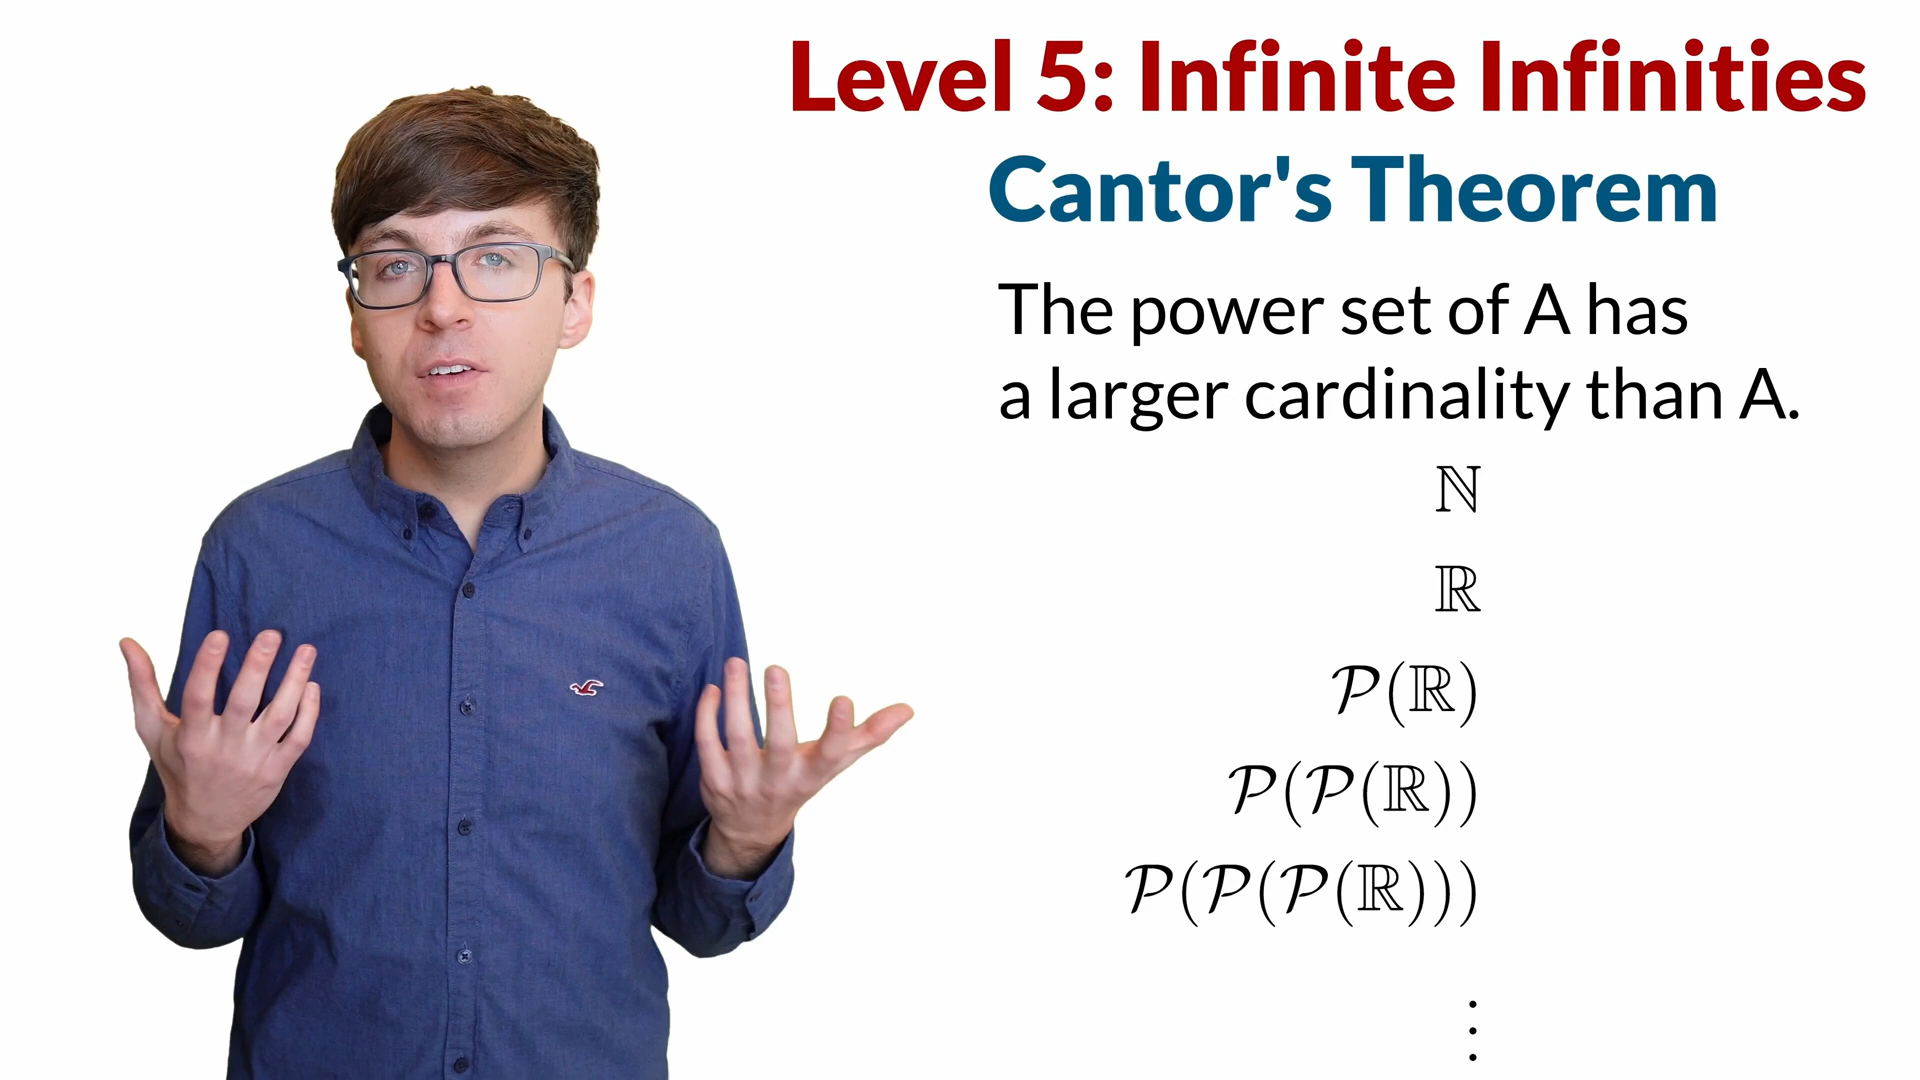 Level 5: Infinite Infinities
Cantor's Theorem
The power set of A has
a larger cardinality than A.
ℕ
ℝ
𝒫(ℝ)
𝒫(𝒫(ℝ))
𝒫(𝒫(𝒫(ℝ)))
⋮